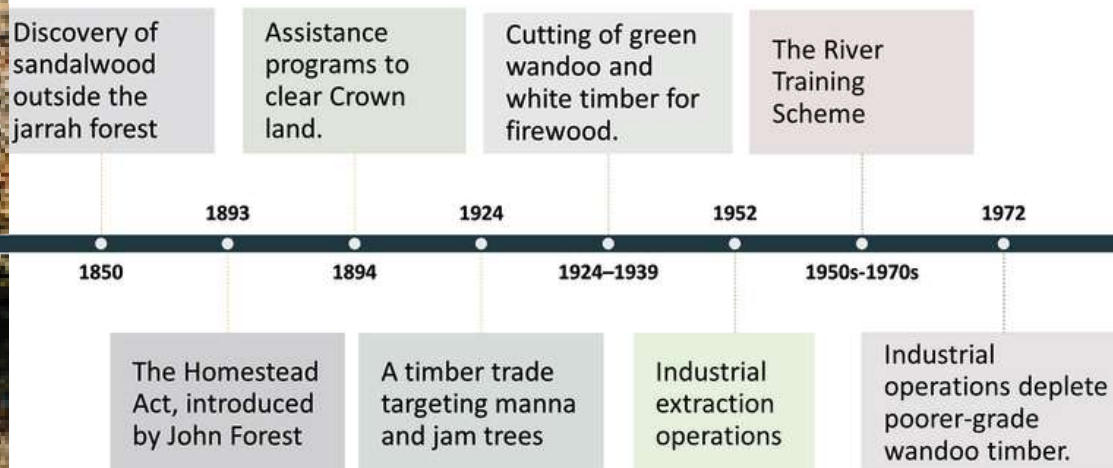 Discovery of
sandalwood
outside the
jarrah forest
Assistance
programs to
clear Crown
land.
Cutting of green
wandoo and
white timber for
firewood.
The River
Training
Scheme
1893
1924
1952
1972
1850
1894
1924–1939
1950s-1970s
The Homestead
Act, introduced
by John Forest
A timber trade
targeting manna
and jam trees
Industrial
extraction
operations
Industrial
operations deplete
poorer-grade
wandoo timber.